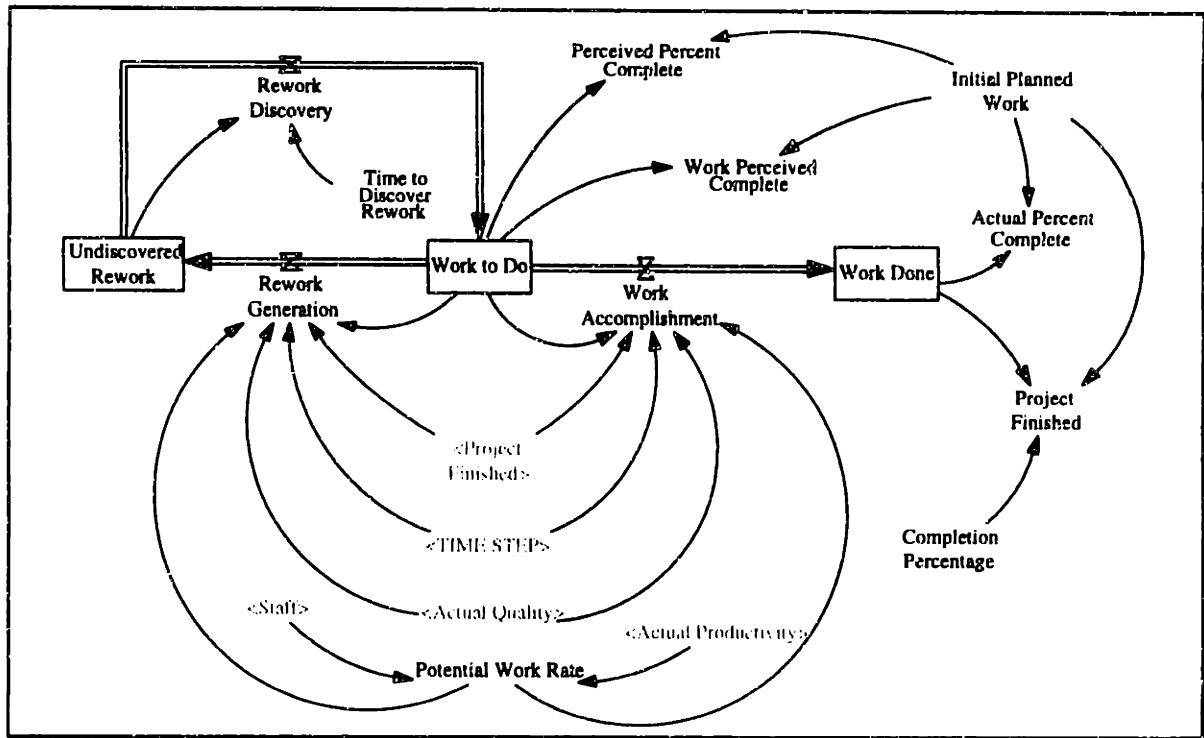 Perceived Percent
Complete
Rework
Discovery
Initial Planned
Work
Time to
Discover
Rework
Work Perceived
Complete
Actual Percent
Complete
Undiscovered
Rework
Work to Do
Work Done
Rework
Generation
Work
Accomplishment
Project
Finished
<Project
Finished>
<TIME STEP>
Completion
Percentage
<Staff>
<Actual Quality>
<Actual Productivity>
Potential Work Rate